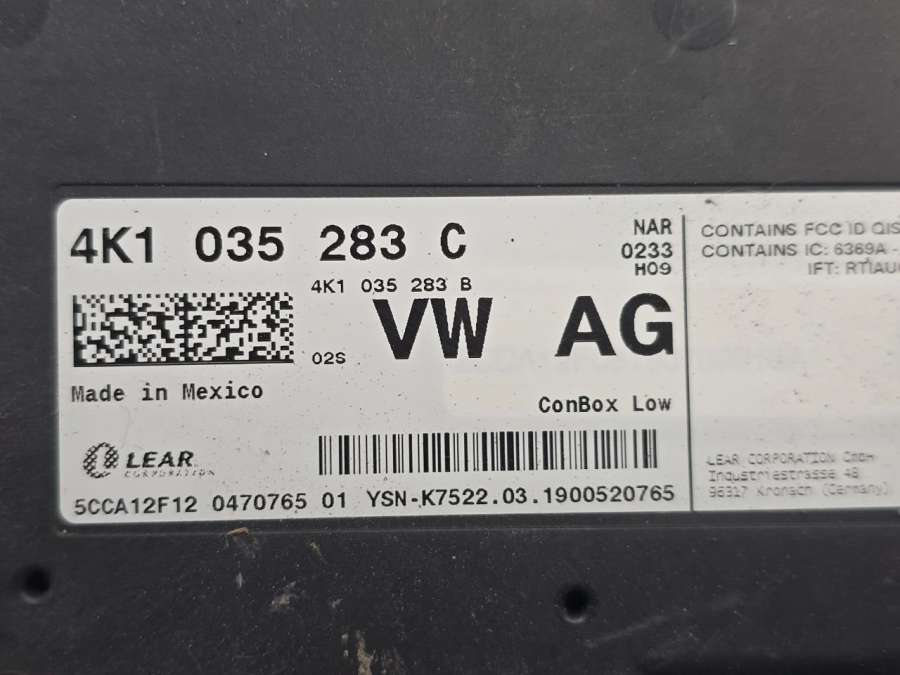 4K1 035 283 C
NAR
0233
H09
4K1 035 283 B
VW AG
02S
Made in Mexico
ConBox Low
LEAR
CORPORATION
5CCA12F12 0470765 01 YSN-K7522.03.1900520765
CONTAINS FCC ID
CONTAINS IC: 6369A -
IFT:
LEAR CORPORATION GmbH
Industriestrasse 48
96317 Kronach (Germany)